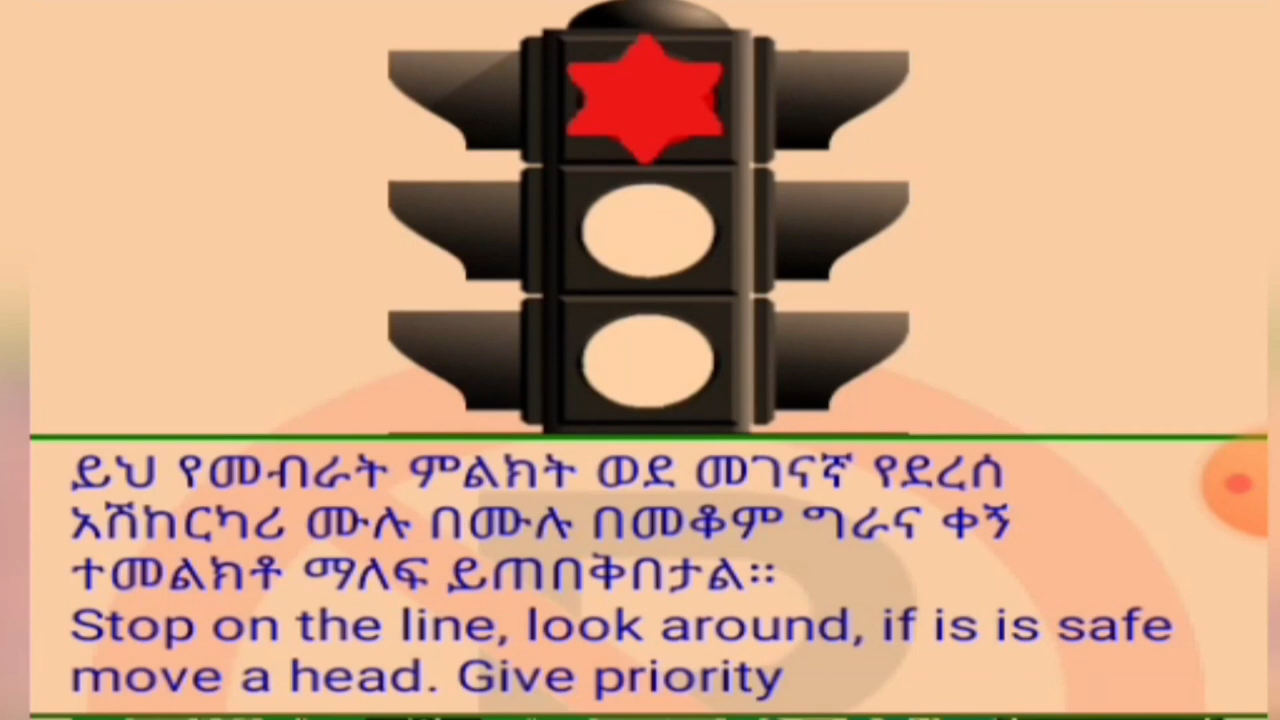 ይህ የመብራት ምልክት ወደ መገናኛ የደረሰ
አሽከርካሪ ሙሉ በሙሉ በመቆም ግራና ቀኝ
ተመልክቶ ማለፍ ይጠበቅበታል።
Stop on the line, look around, if is is safe
move a head. Give priority